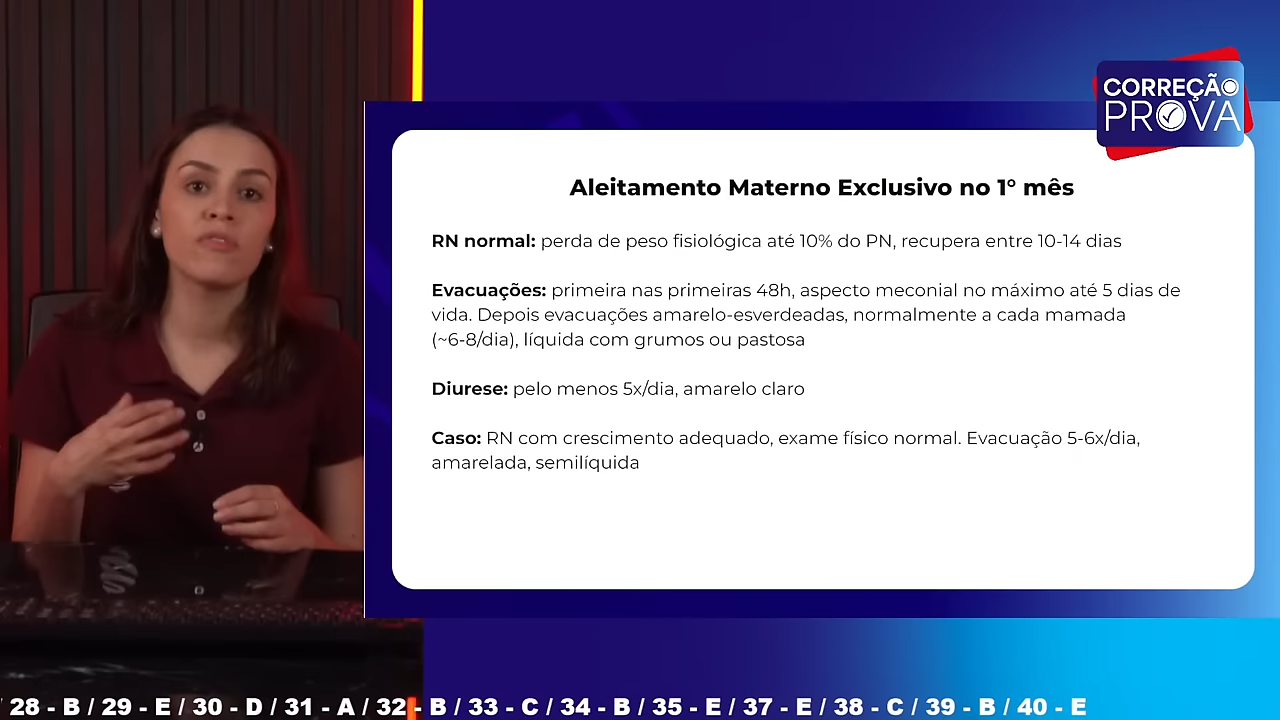 CORREÇÃO
PROVA
Aleitamento Materno Exclusivo no 1° mês
RN normal: perda de peso fisiológica até 10% do PN, recupera entre 10-14 dias
Evacuações: primeira nas primeiras 48h, aspecto meconial no máximo até 5 dias de
vida. Depois evacuações amarelo-esverdeadas, normalmente a cada mamada
(~6-8/dia), líquida com grumos ou pastosa
Diurese: pelo menos 5x/dia, amarelo claro
Caso: RN com crescimento adequado, exame físico normal. Evacuação 5-6x/dia,
amarelada, semilíquida
/ 28 - B / 29 - E / 30 - D / 31 - A / 32 - B / 33 - C / 34 - B / 35 - E / 37 - E / 38 - C / 39 - B / 40 - E